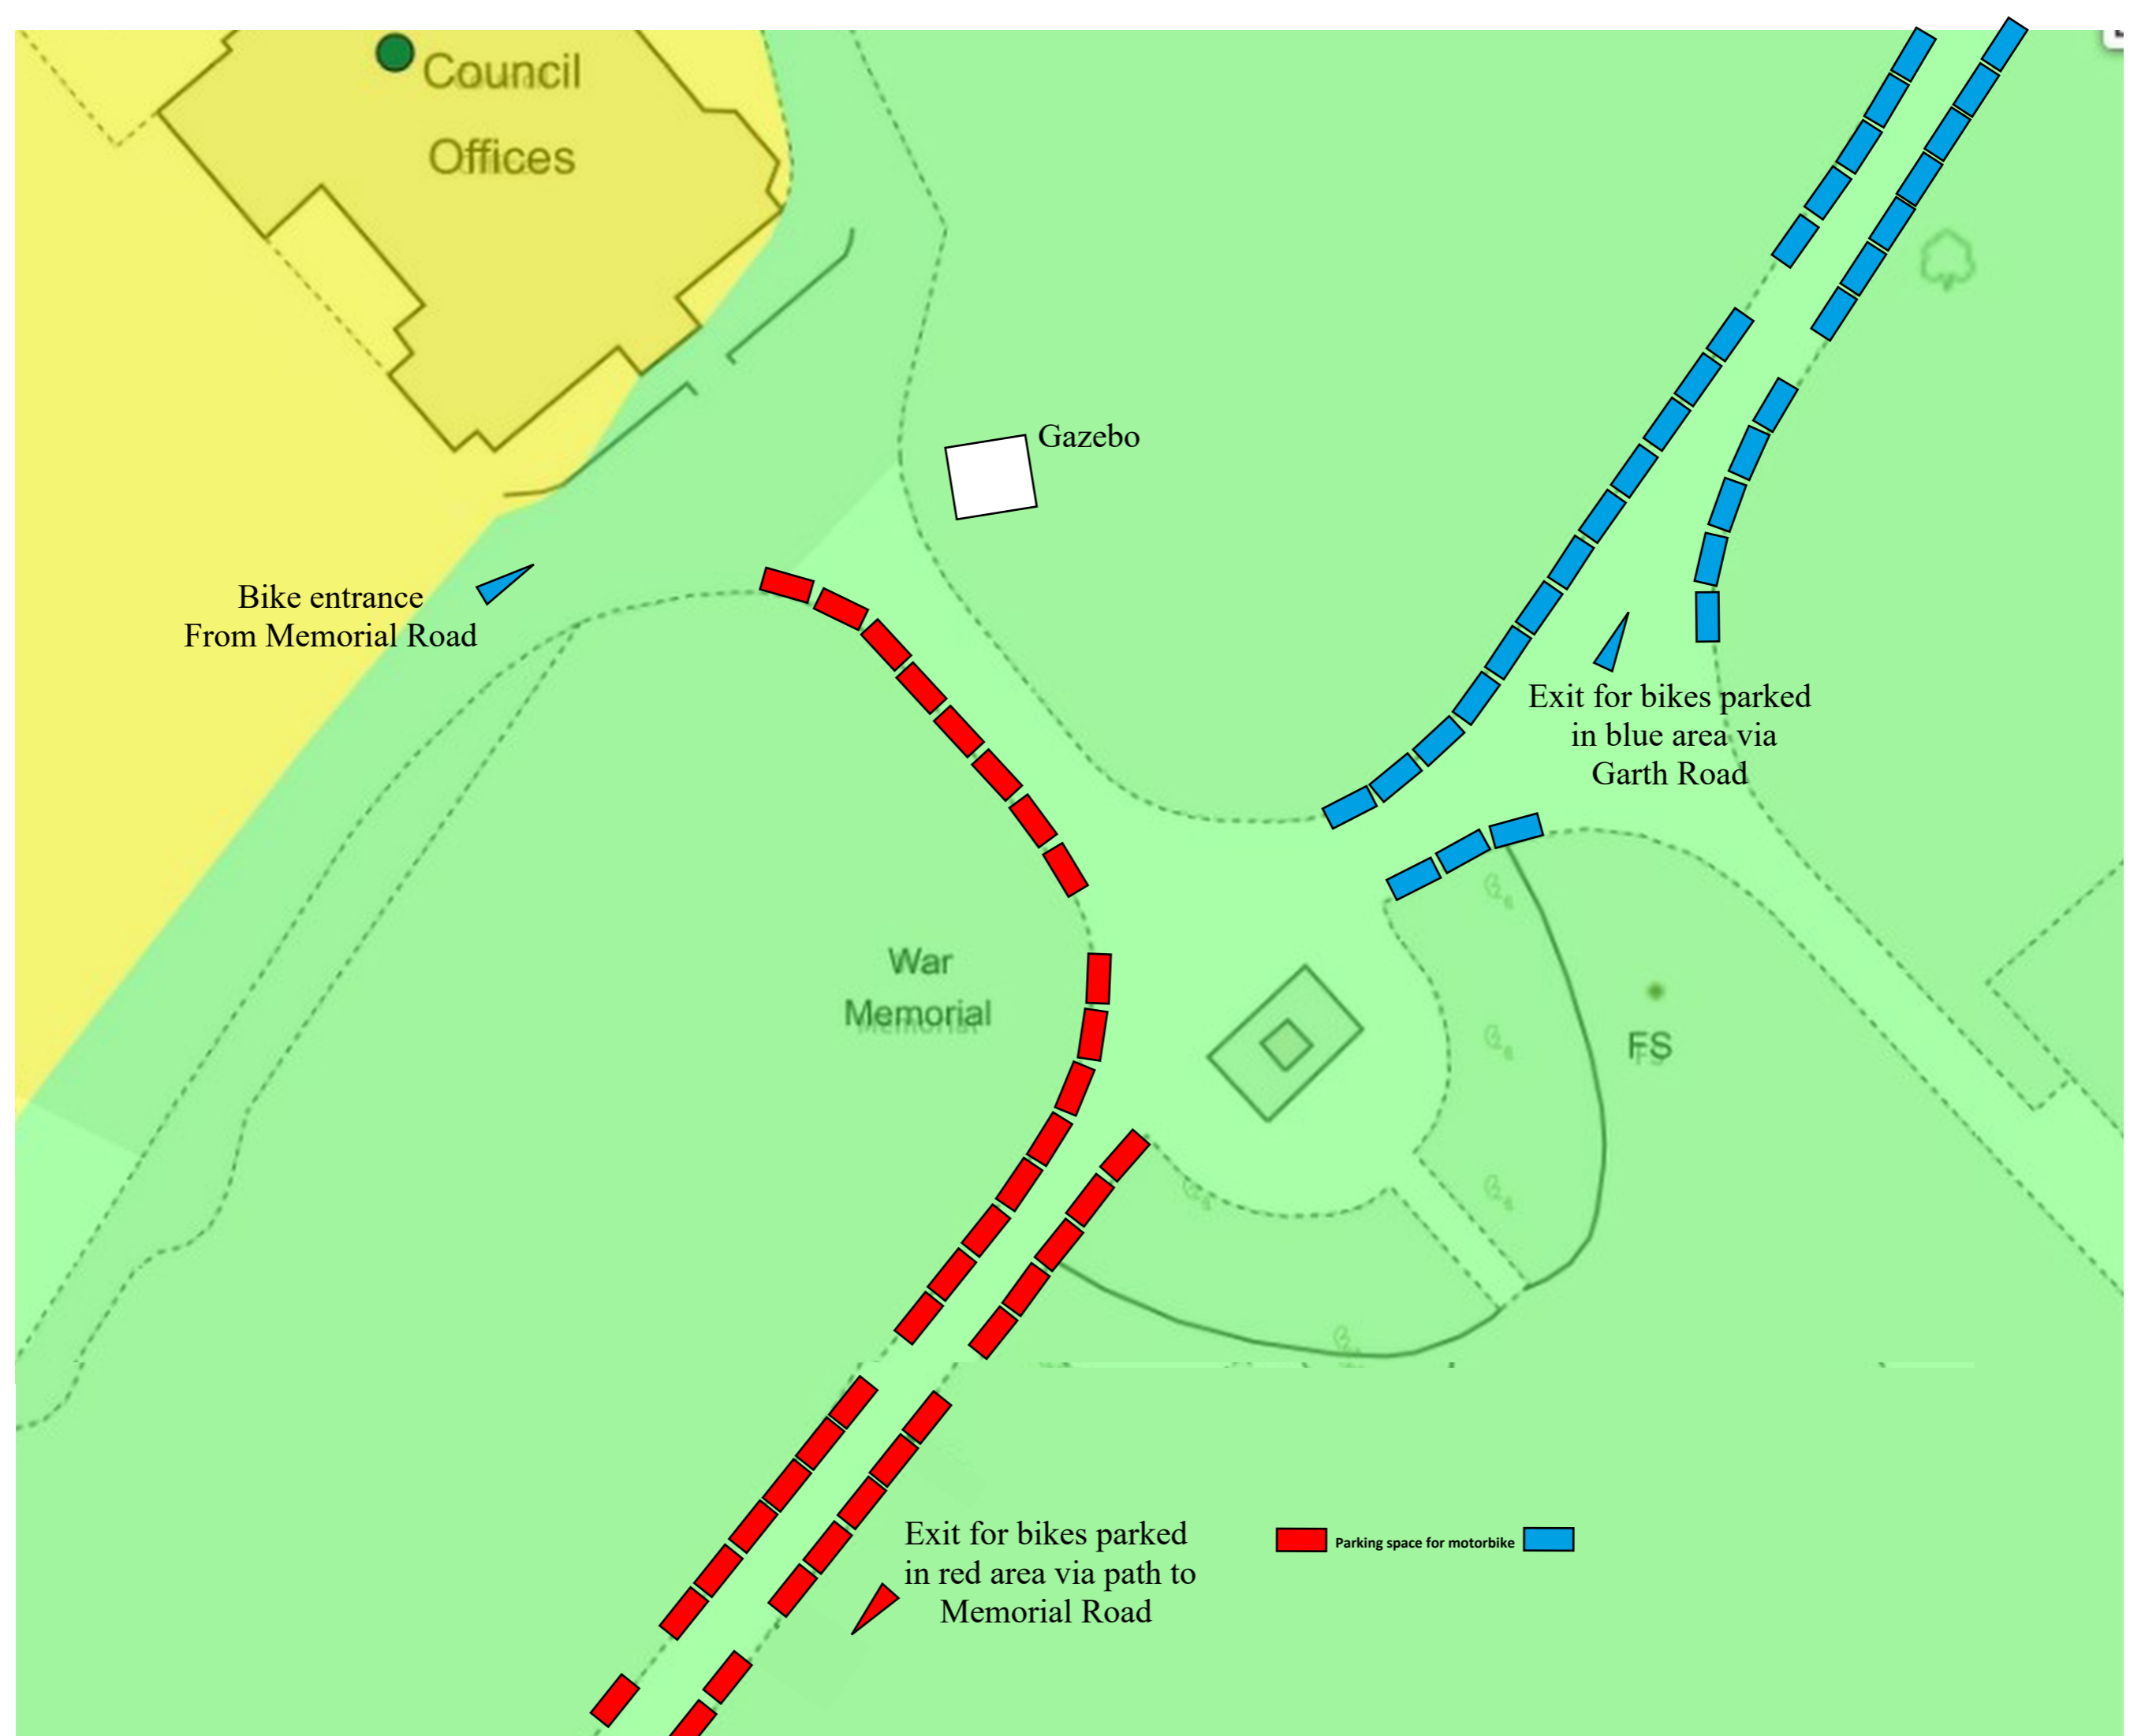 Council
Offices
Gazebo
Bike entrance
From Memorial Road
Exit for bikes parked
in blue area via
Garth Road
War
Memorial
FS
Exit for bikes parked
in red area via path to
Memorial Road
Parking space for motorbike